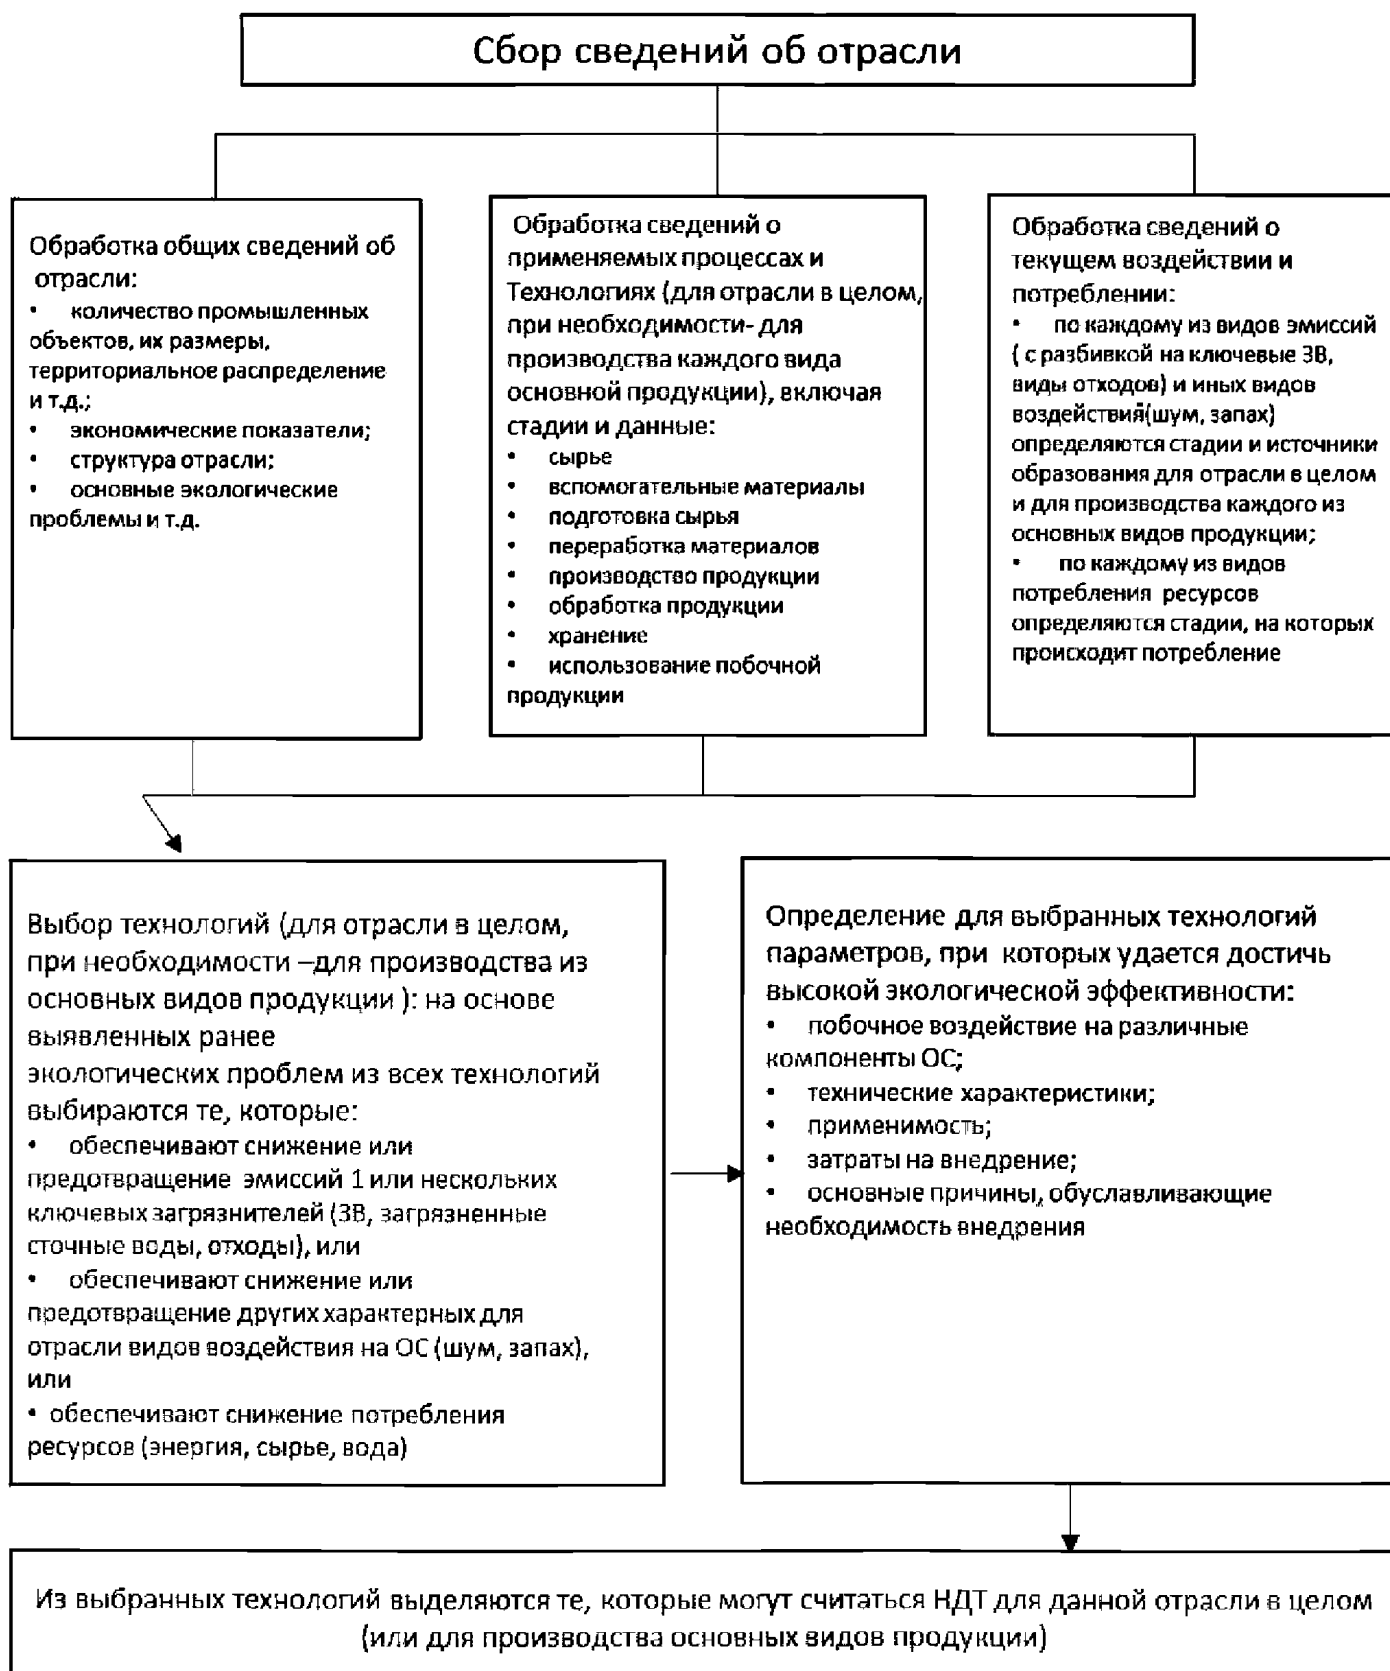 Сбор сведений об отрасли
Обработка общих сведений об
отрасли:
• количество промышленных
объектов, их размеры,
территориальное распределение
и т.д.;
• экономические показатели;
• структура отрасли;
• основные экологические
проблемы и т.д.
Обработка сведений о
применяемых процессах и
Технологиях (для отрасли в целом,
при необходимости- для
производства каждого вида
основной продукции), включая
стадии и данные:
• сырье
• вспомогательные материалы
• подготовка сырья
• переработка материалов
• производство продукции
• обработка продукции
• хранение
• использование побочной
продукции
Обработка сведений о
текущем воздействии и
потреблении:
• по каждому из видов эмиссий
( с разбивкой на ключевые ЗВ,
виды отходов) и иных видов
воздействия(шум, запах)
определяются стадии и источники
образования для отрасли в целом
и для производства каждого из
основных видов продукции;
• по каждому из видов
потребления ресурсов
определяются стадии, на которых
происходит потребление
Выбор технологий (для отрасли в целом,
при необходимости –для производства из
основных видов продукции ): на основе
выявленных ранее
экологических проблем из всех технологий
выбираются те, которые:
• обеспечивают снижение или
предотвращение эмиссий 1 или нескольких
ключевых загрязнителей (ЗВ, загрязненные
сточные воды, отходы), или
• обеспечивают снижение или
предотвращение других характерных для
отрасли видов воздействия на ОС (шум, запах),
или
• обеспечивают снижение потребления
ресурсов (энергия, сырье, вода)
Определение для выбранных технологий
параметров, при которых удается достичь
высокой экологической эффективности:
• побочное воздействие на различные
компоненты ОС;
• технические характеристики;
• применимость;
• затраты на внедрение;
• основные причины, обуславливающие
необходимость внедрения
Из выбранных технологий выделяются те, которые могут считаться НДТ для данной отрасли в целом
(или для производства основных видов продукции)